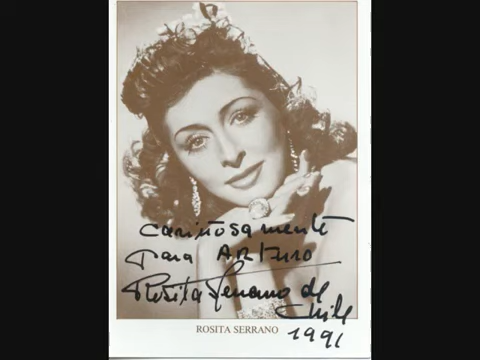 cariñosamente
para Arturo
Rosita Serrano de
Chile
1991
ROSITA SERRANO